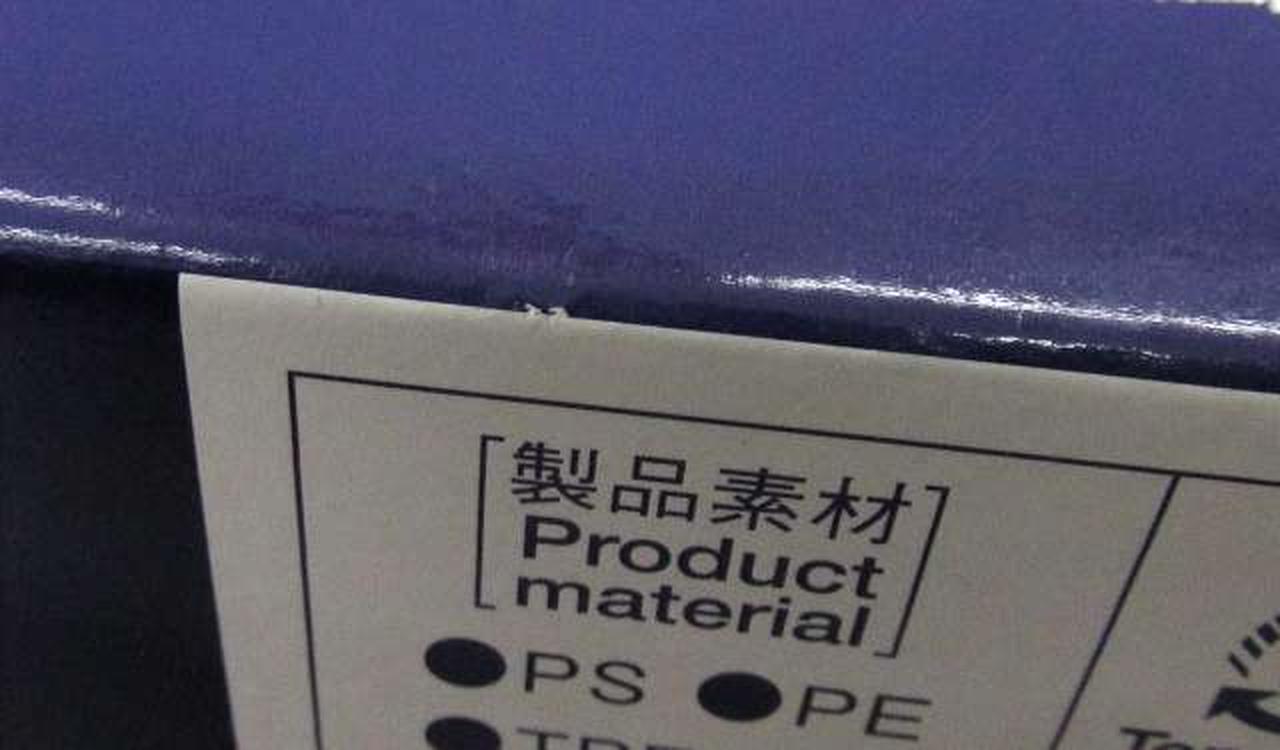 [製品素材
Product
material]
●PS ●PE